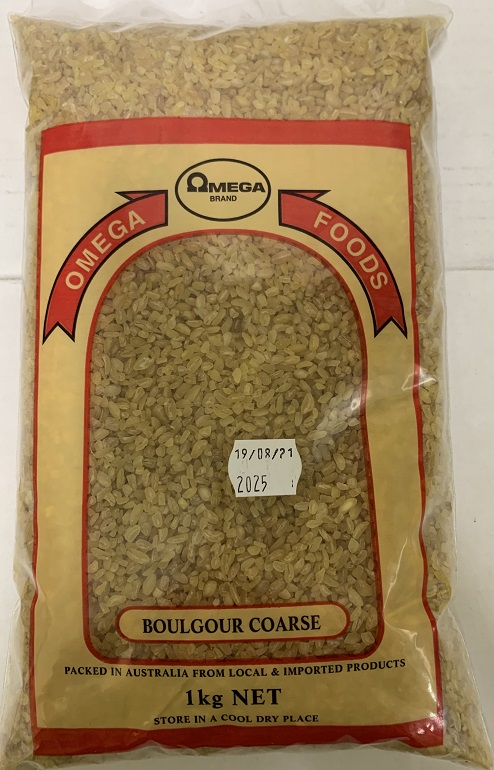 ΩMEGA
BRAND
OMEGA FOODS
19/08/21
2025 :
BOULGOUR COARSE
PACKED IN AUSTRALIA FROM LOCAL & IMPORTED PRODUCTS
1kg NET
STORE IN A COOL DRY PLACE